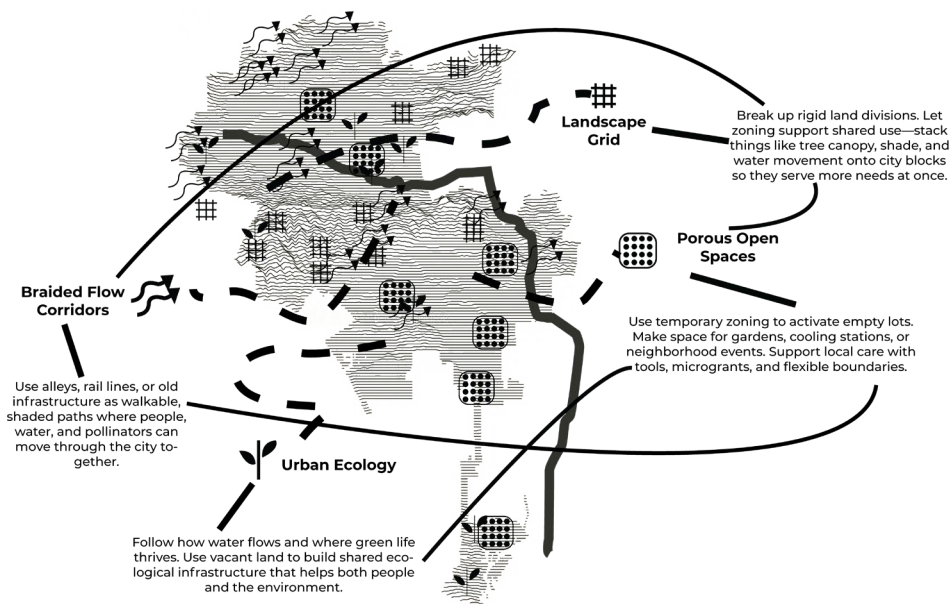 Landscape
Grid
Break up rigid land divisions. Let
zoning support shared use—stack
things like tree canopy, shade, and
water movement onto city blocks
so they serve more needs at once.
Porous Open
Spaces
Use temporary zoning to activate empty lots.
Make space for gardens, cooling stations, or
neighborhood events. Support local care with
tools, microgrants, and flexible boundaries.
Braided Flow
Corridors
Use alleys, rail lines, or old
infrastructure as walkable,
shaded paths where people,
water, and pollinators can
move through the city to-
gether.
Urban Ecology
Follow how water flows and where green life
thrives. Use vacant land to build shared eco-
logical infrastructure that helps both people
and the environment.